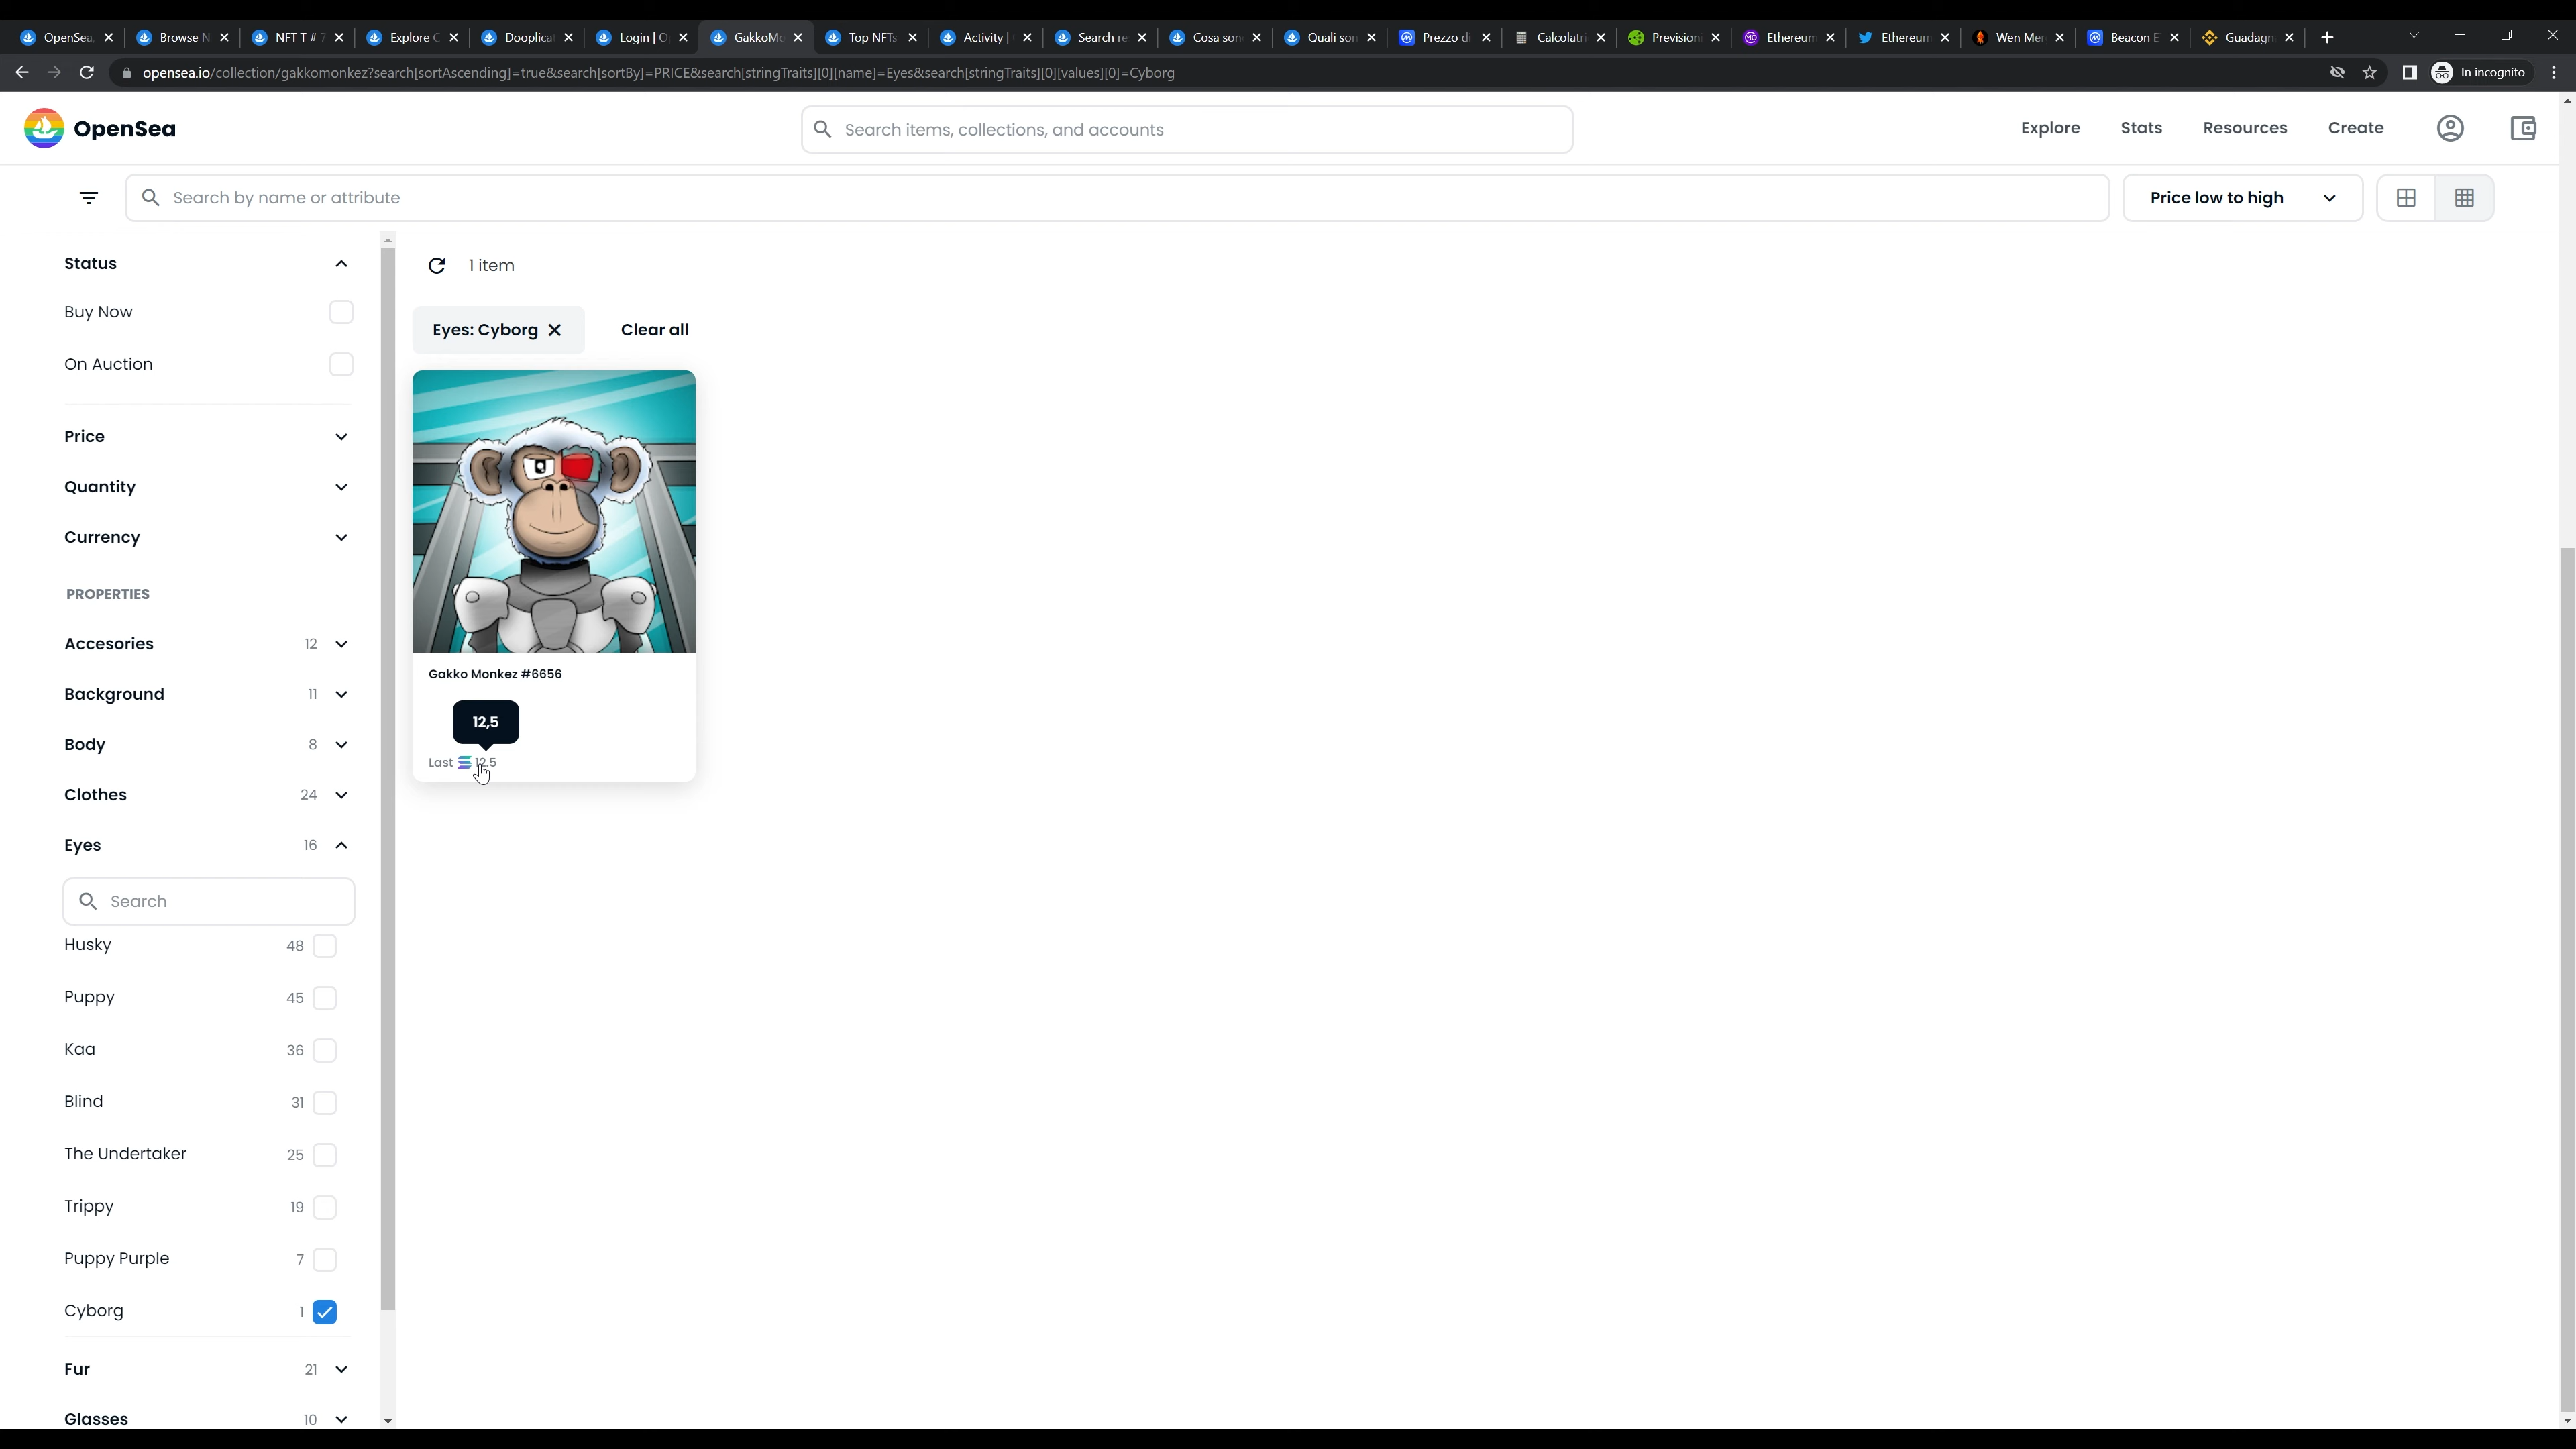 OpenSea
Browse N
NFT T # 7
Explore C
Dooplicat
Login | O
GakkoMo
Top NFTs
Activity |
Search re
Cosa son
Quali son
Prezzo di
Calcolatri
Previsioni
Ethereum
Ethereum
Wen Mer
Beacon E
Guadagn
opensea.io/collection/gakkomonkez?search[sortAscending]=true&search[sortBy]=PRICE&search[stringTraits][0][name]=Eyes&search[stringTraits][0][values][0]=Cyborg
In incognito
OpenSea
Search items, collections, and accounts
Explore
Stats
Resources
Create
Search by name or attribute
Price low to high
Status
Buy Now
On Auction
Price
Quantity
Currency
PROPERTIES
Accesories 12
Background 11
Body 8
Clothes 24
Eyes 16
Search
Husky 48
Puppy 45
Kaa 36
Blind 31
The Undertaker 25
Trippy 19
Puppy Purple 7
Cyborg 1
Fur 21
Glasses 10
1 item
Eyes: Cyborg
Clear all
Gakko Monkez #6656
12,5
Last 12.5